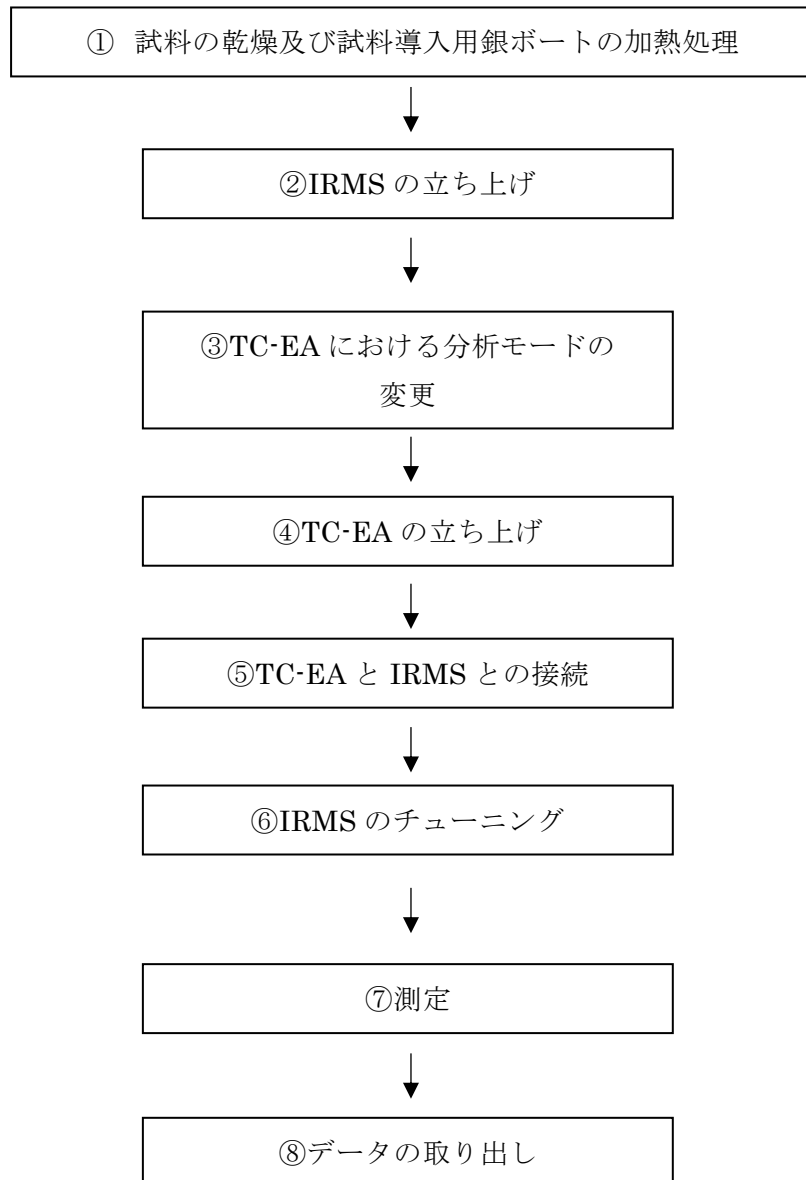 ① 試料の乾燥及び試料導入用銀ボートの加熱処理
②IRMS の立ち上げ
③TC-EA における分析モードの
変更
④TC-EA の立ち上げ
⑤TC-EA と IRMS との接続
⑥IRMS のチューニング
⑦測定
⑧データの取り出し